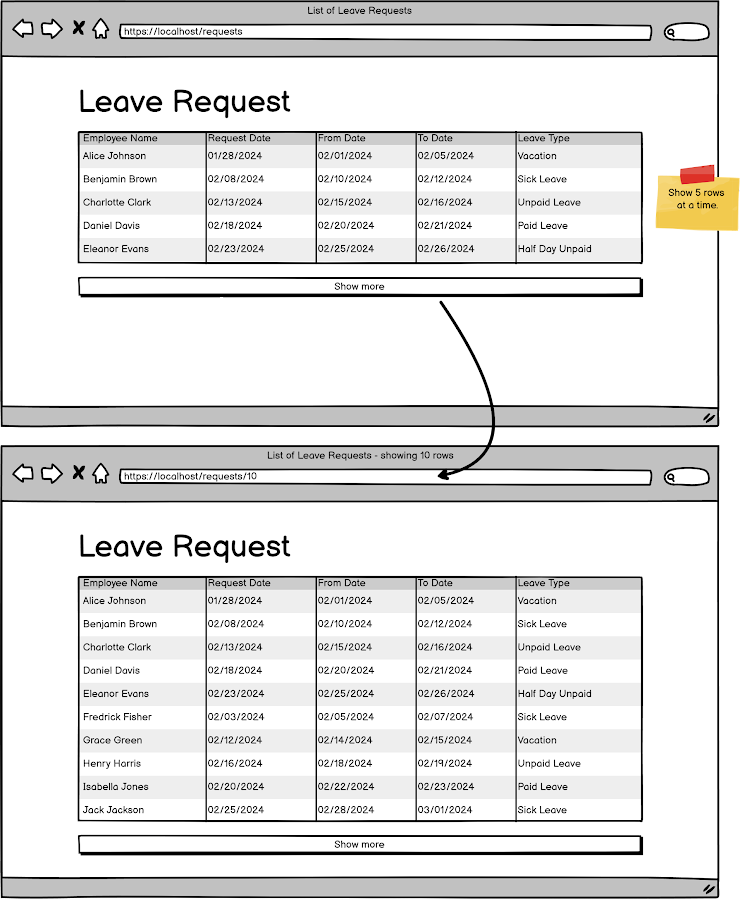 List of Leave Requests
https://localhost/requests
Leave Request
Employee Name Request Date From Date To Date Leave Type
Alice Johnson 01/28/2024 02/01/2024 02/05/2024 Vacation
Benjamin Brown 02/08/2024 02/10/2024 02/12/2024 Sick Leave
Charlotte Clark 02/13/2024 02/15/2024 02/16/2024 Unpaid Leave
Daniel Davis 02/18/2024 02/20/2024 02/21/2024 Paid Leave
Eleanor Evans 02/23/2024 02/25/2024 02/26/2024 Half Day Unpaid
Show more
Show 5 rows
at a time.
List of Leave Requests - showing 10 rows
https://localhost/requests/10
Leave Request
Employee Name Request Date From Date To Date Leave Type
Alice Johnson 01/28/2024 02/01/2024 02/05/2024 Vacation
Benjamin Brown 02/08/2024 02/10/2024 02/12/2024 Sick Leave
Charlotte Clark 02/13/2024 02/15/2024 02/16/2024 Unpaid Leave
Daniel Davis 02/18/2024 02/20/2024 02/21/2024 Paid Leave
Eleanor Evans 02/23/2024 02/25/2024 02/26/2024 Half Day Unpaid
Fredrick Fisher 02/03/2024 02/05/2024 02/07/2024 Sick Leave
Grace Green 02/12/2024 02/14/2024 02/15/2024 Vacation
Henry Harris 02/16/2024 02/18/2024 02/19/2024 Unpaid Leave
Isabella Jones 02/20/2024 02/22/2024 02/23/2024 Paid Leave
Jack Jackson 02/25/2024 02/28/2024 03/01/2024 Sick Leave
Show more